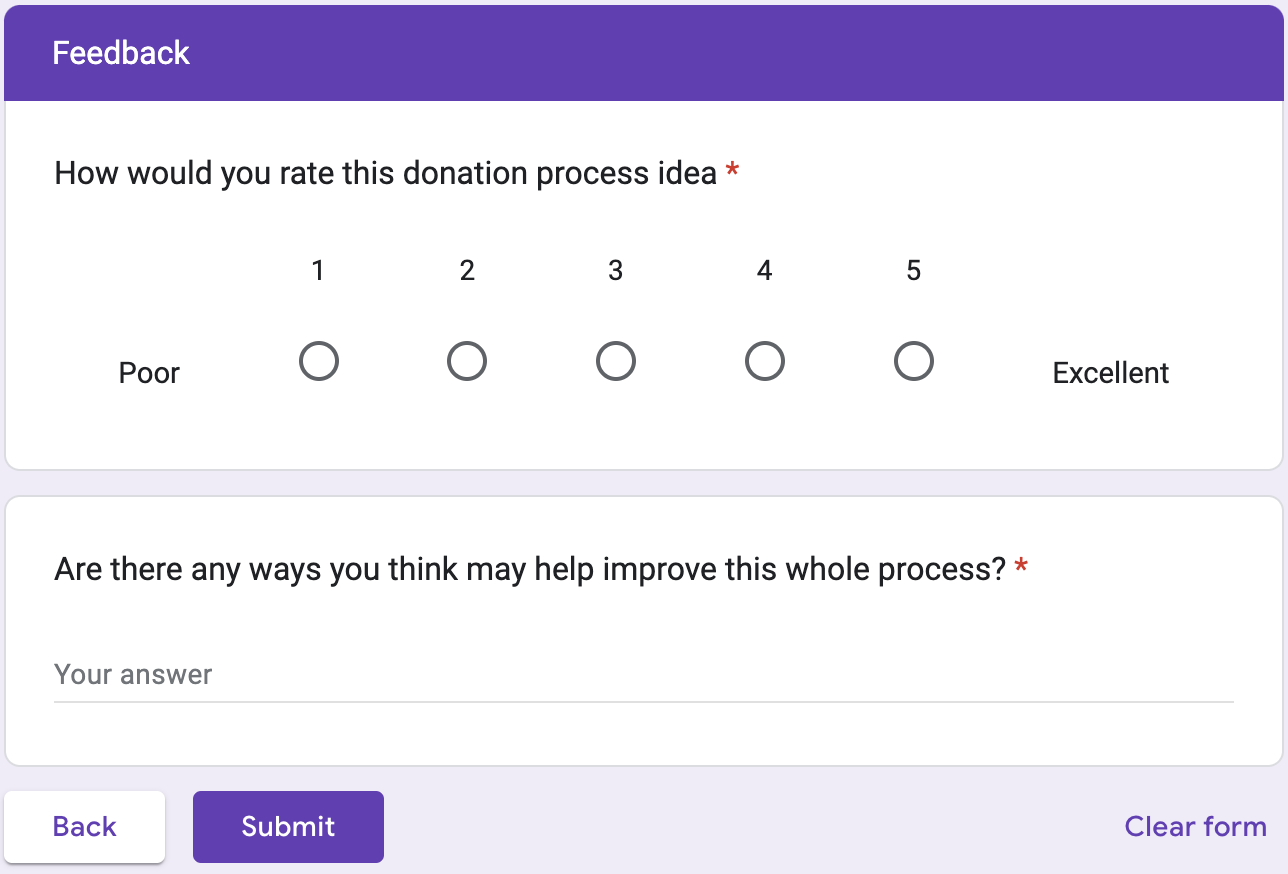 Feedback
How would you rate this donation process idea *
1 2 3 4 5
Poor Excellent
Are there any ways you think may help improve this whole process? *
Your answer
Back Submit Clear form